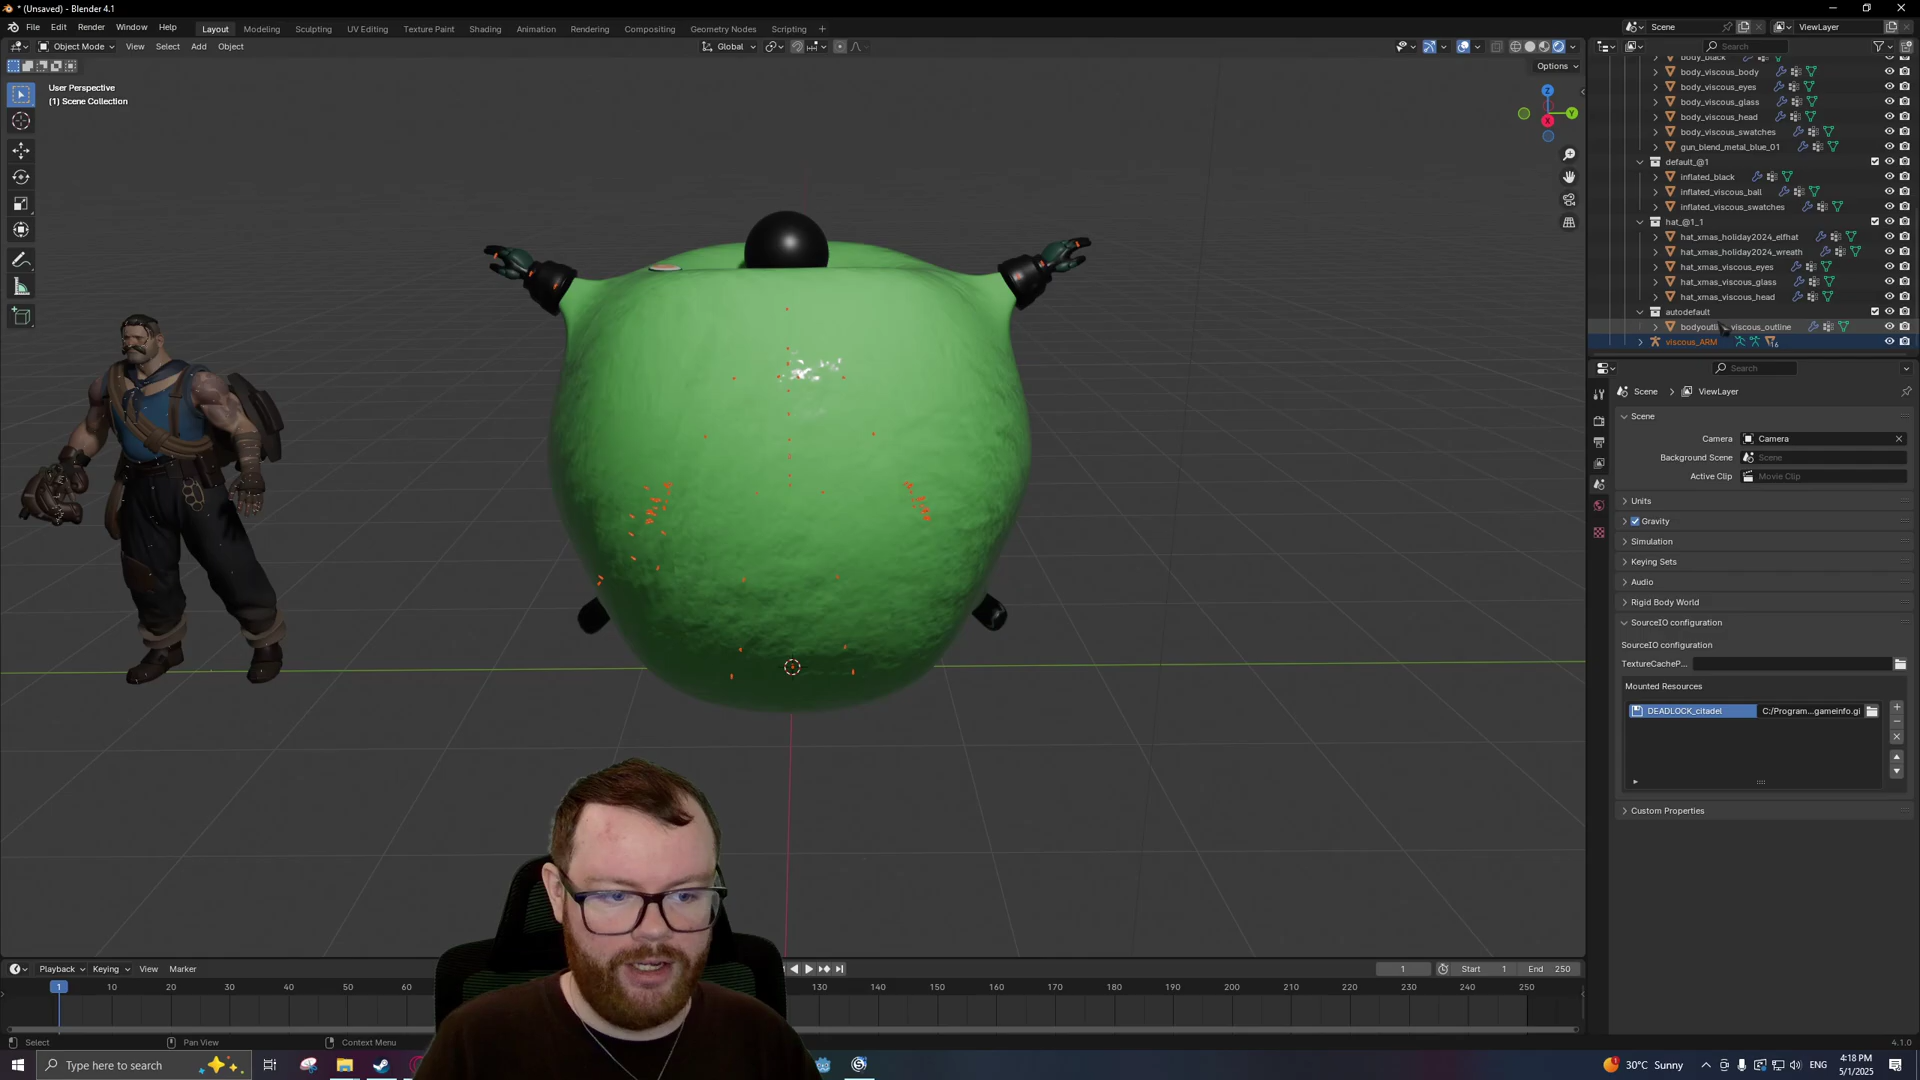 * (Unsaved) - Blender 4.1
File Edit Render Window Help Layout Modeling Sculpting UV Editing Texture Paint Shading Animation Rendering Compositing Geometry Nodes Scripting + Scene ViewLayer
Object Mode View Select Add Object Global Search
Options
User Perspective
(1) Scene Collection
Z
Y
X
body_black
body_viscous_body
body_viscous_eyes
body_viscous_glass
body_viscous_head
body_viscous_swatches
gun_blend_metal_blue_01
default_@1
inflated_black
inflated_viscous_ball
inflated_viscous_swatches
hat_@1_1
hat_xmas_holiday2024_elfhat
hat_xmas_holiday2024_wreath
hat_xmas_viscous_eyes
hat_xmas_viscous_glass
hat_xmas_viscous_head
autodefault
viscous_outline
viscous_ARM 16
Search
Scene > ViewLayer
Scene
Camera Camera
Background Scene Scene
Active Clip Movie Clip
Units
Gravity
Simulation
Keying Sets
Audio
Rigid Body World
SourceIO configuration
SourceIO configuration
TextureCacheP...
Mounted Resources
DEADLOCK_citadel C:/Program...gameinfo.gi
Custom Properties
Playback Keying View Marker 1 Start 1 End 250
1 10 20 30 40 50 60 130 140 150 160 170 180 190 200 210 220 230 240 250
Select Pan View Context Menu 4.1.0
Type here to search 30°C Sunny ENG 4:18 PM
5/1/2025